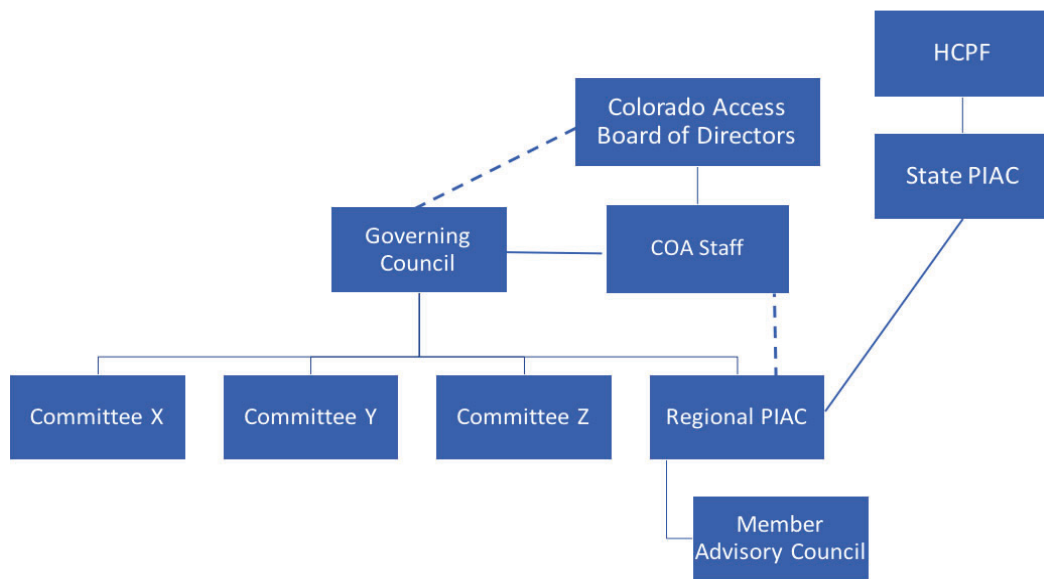 HCPF
Colorado Access
Board of Directors
State PIAC
Governing
Council
COA Staff
Committee X
Committee Y
Committee Z
Regional PIAC
Member
Advisory Council